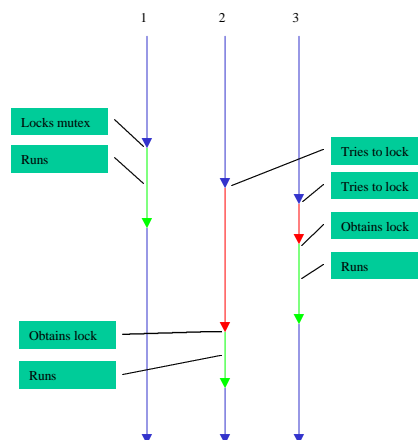 1 2 3
Locks mutex
Runs
Tries to lock
Tries to lock
Obtains lock
Runs
Obtains lock
Runs